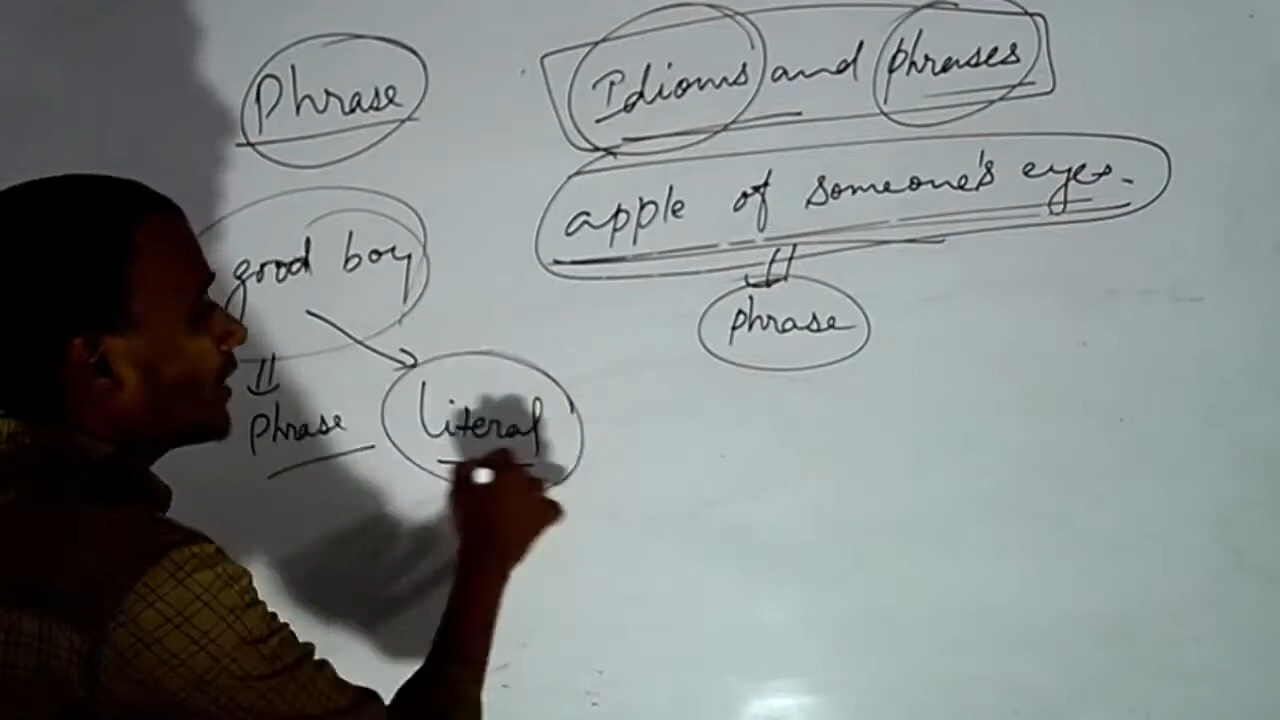 Phrase
Idioms and phrases
apple of someone's eyes.
good boy
phrase
Phrase
Literal